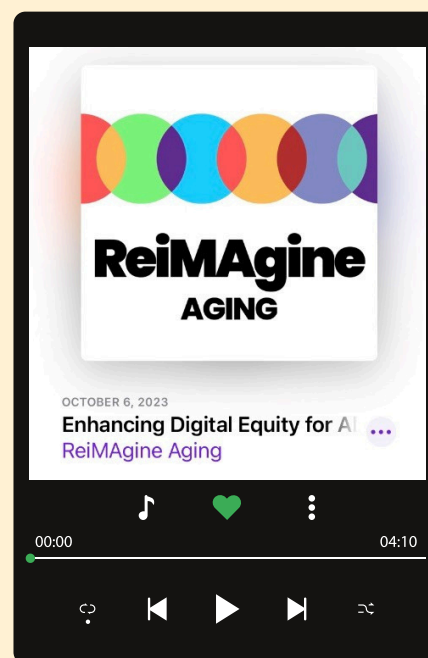 ReiMAgine
AGING
OCTOBER 6, 2023
Enhancing Digital Equity for
ReiMAgine Aging
00:00 04:10